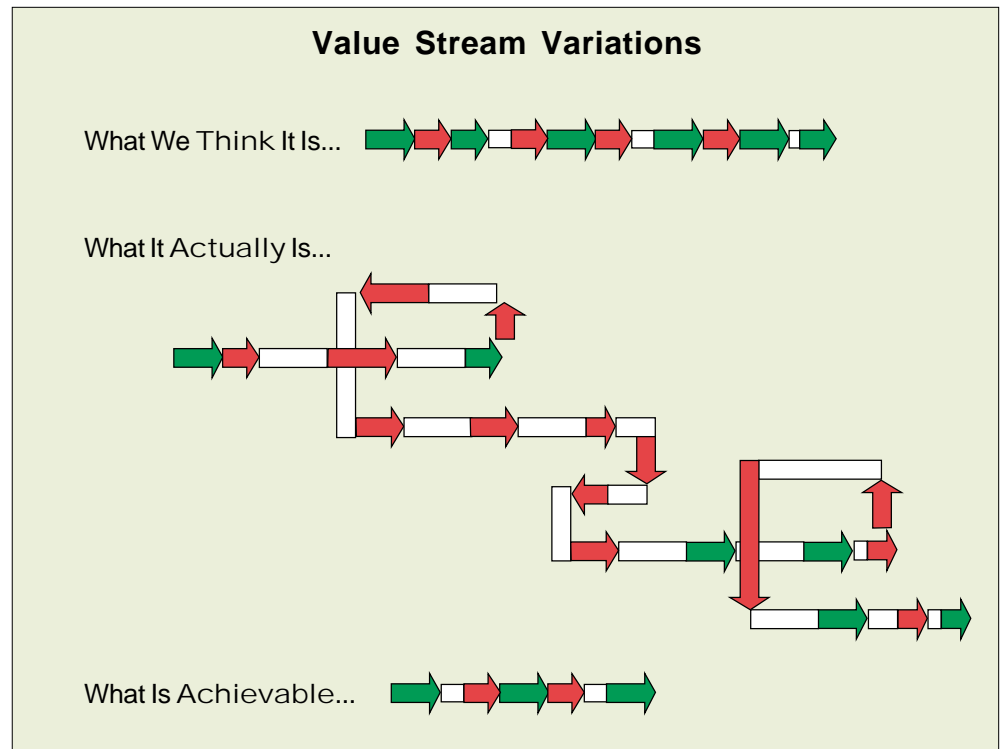 Value Stream Variations
What We Think It Is...
What It Actually Is...
What Is Achievable...